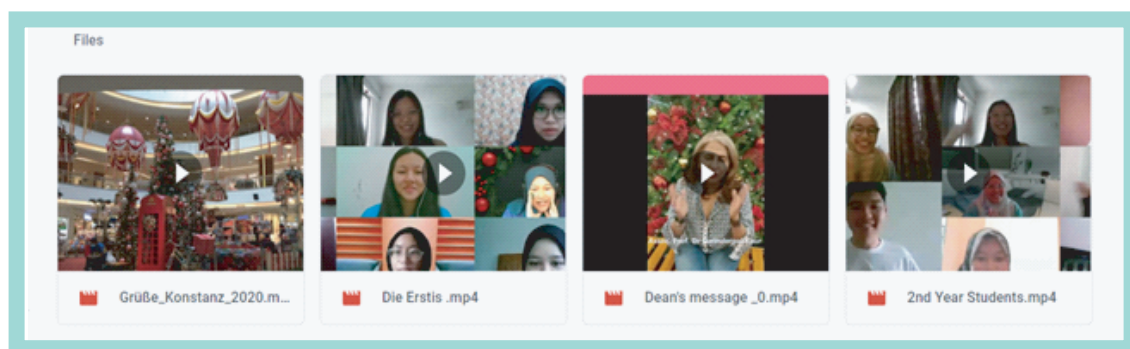 Files
Grüße_Konstanz_2020.m...
Die Erstis .mp4
Dean's message _0.mp4
2nd Year Students.mp4